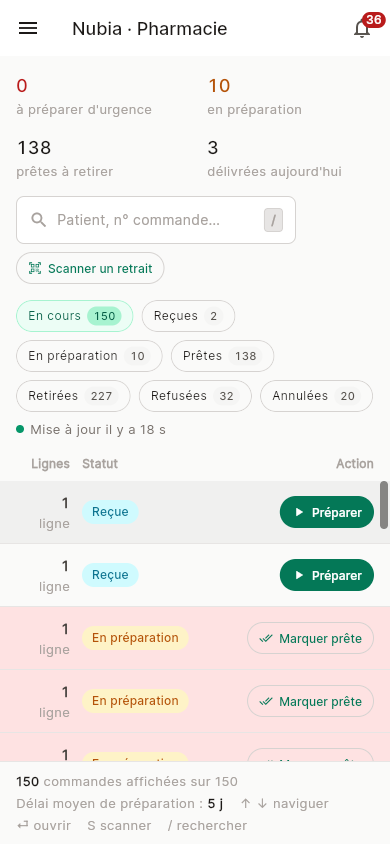 Nubia · Pharmacie
36
0
à préparer d'urgence
10
en préparation
138
prêtes à retirer
3
délivrées aujourd'hui
Patient, n° commande... /
Scanner un retrait
En cours 150 Reçues 2
En préparation 10 Prêtes 138
Retirées 227 Refusées 32 Annulées 20
Mise à jour il y a 18 s
Lignes Statut Action
1 ligne Reçue Préparer
1 ligne Reçue Préparer
1 ligne En préparation Marquer prête
1 ligne En préparation Marquer prête
1 En préparation Marquer prête
150 commandes affichées sur 150
Délai moyen de préparation : 5 j ↑ ↓ naviguer
↵ ouvrir S scanner / rechercher